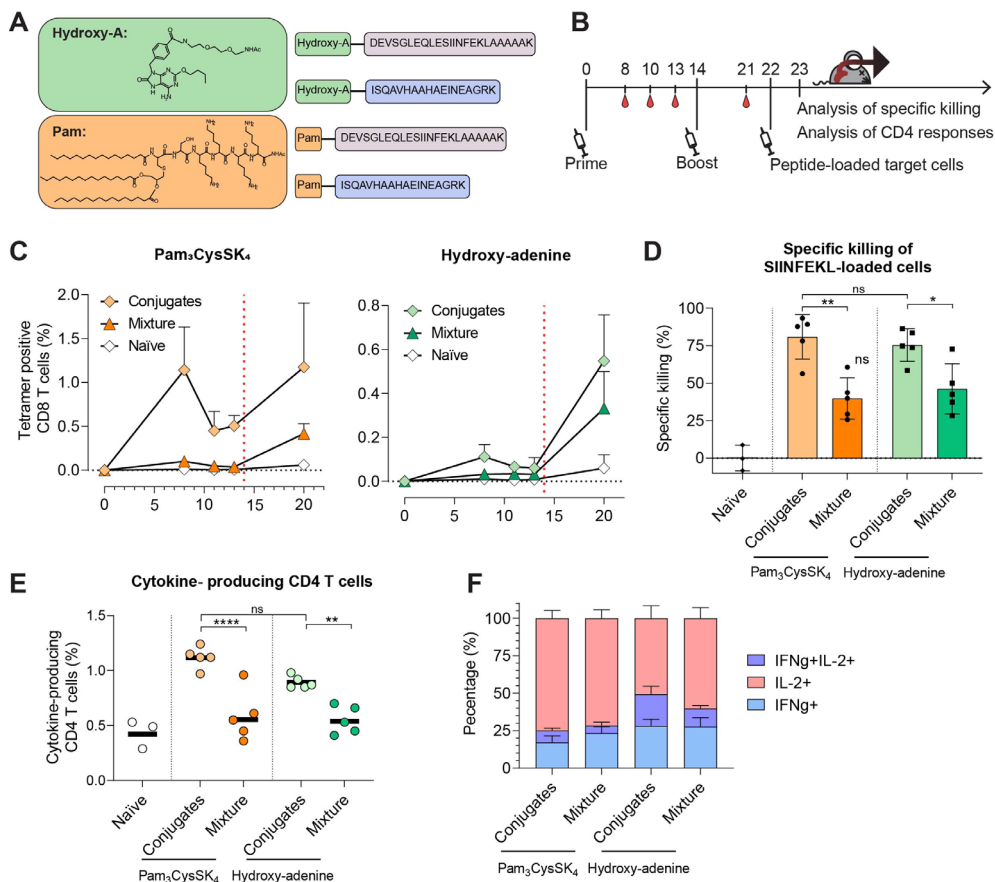 A
Hydroxy-A:
Hydroxy-A
DEVSGLEQLESIINFEKLAAAAAK
Hydroxy-A
ISQAVHAAHAEINEAGRK
Pam:
Pam
DEVSGLEQLESIINFEKLAAAAAK
Pam
ISQAVHAAHAEINEAGRK
B
0 8 10 13 14 21 22 23
Analysis of specific killing
Analysis of CD4 responses
Prime Boost Peptide-loaded target cells
C
Pam₃CysSK₄
Tetramer positive
CD8 T cells (%)
2.0
1.5
1.0
0.5
0.0
Conjugates
Mixture
Naïve
0 5 10 15 20
Hydroxy-adenine
0.8
0.6
0.4
0.2
0.0
Conjugates
Mixture
Naïve
0 5 10 15 20
D
Specific killing of
SIINFEKL-loaded cells
ns
** *
ns
Specific killing (%)
100
75
50
25
0
Naïve
Conjugates
Mixture
Conjugates
Mixture
Pam₃CysSK₄ Hydroxy-adenine
E
Cytokine- producing CD4 T cells
ns
**** **
Cytokine-producing
CD4 T cells (%)
1.5
1.0
0.5
0.0
Naïve
Conjugates
Mixture
Conjugates
Mixture
Pam₃CysSK₄ Hydroxy-adenine
F
Pecentage (%)
100
75
50
25
0
Conjugates
Mixture
Conjugates
Mixture
Pam₃CysSK₄ Hydroxy-adenine
IFNg+IL-2+
IL-2+
IFNg+